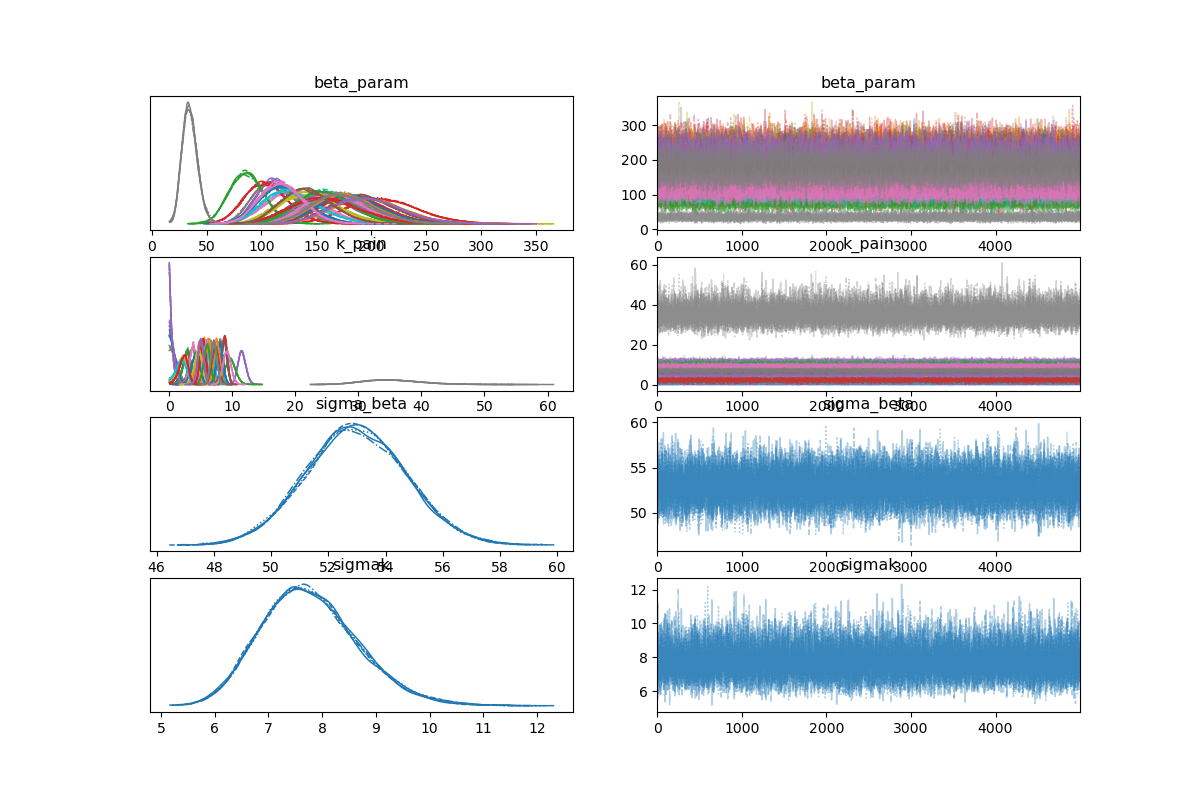 beta_param beta_param
0 50 100 150 200 250 300 350
0 100 200 300
0 1000 2000 3000 4000
k_pain k_pain
0 10 20 30 40 50 60
0 20 40 60
0 1000 2000 3000 4000
sigma_beta sigma_beta
46 48 50 52 54 56 58 60
50 55 60
0 1000 2000 3000 4000
sigmak sigmak
5 6 7 8 9 10 11 12
6 8 10 12
0 1000 2000 3000 4000